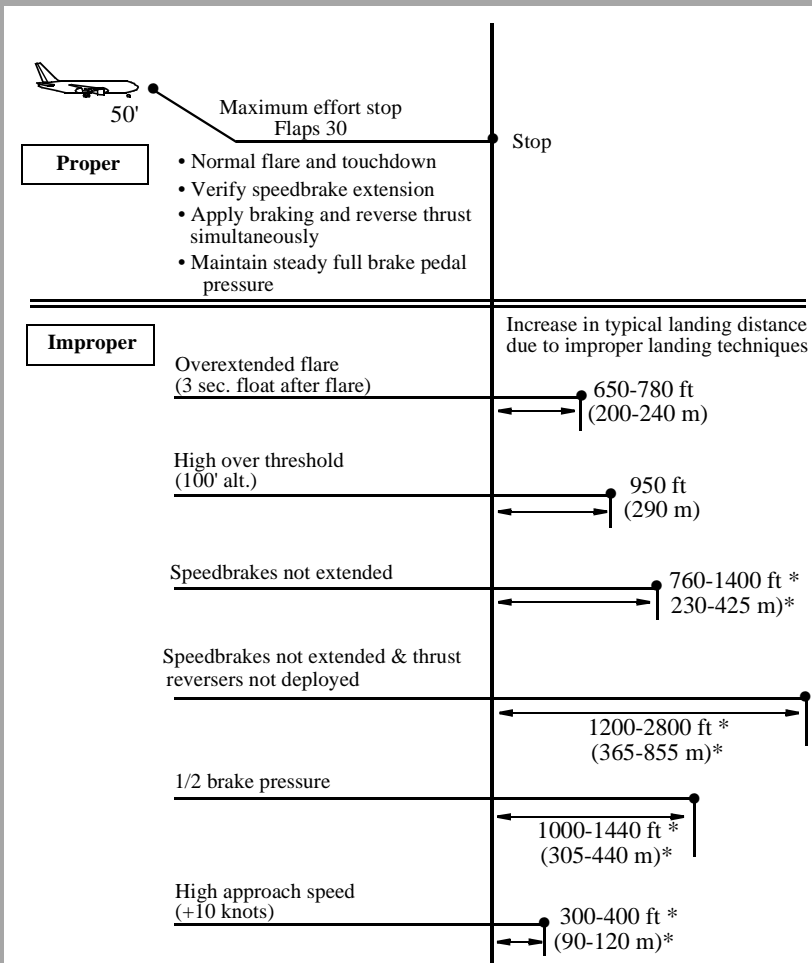 50'
Maximum effort stop
Flaps 30
Stop
Proper
• Normal flare and touchdown
• Verify speedbrake extension
• Apply braking and reverse thrust
simultaneously
• Maintain steady full brake pedal
pressure
Improper
Increase in typical landing distance
due to improper landing techniques
Overextended flare
(3 sec. float after flare)
650-780 ft
(200-240 m)
High over threshold
(100' alt.)
950 ft
(290 m)
Speedbrakes not extended
760-1400 ft *
230-425 m)*
Speedbrakes not extended & thrust
reversers not deployed
1200-2800 ft *
(365-855 m)*
1/2 brake pressure
1000-1440 ft *
(305-440 m)*
High approach speed
(+10 knots)
300-400 ft *
(90-120 m)*